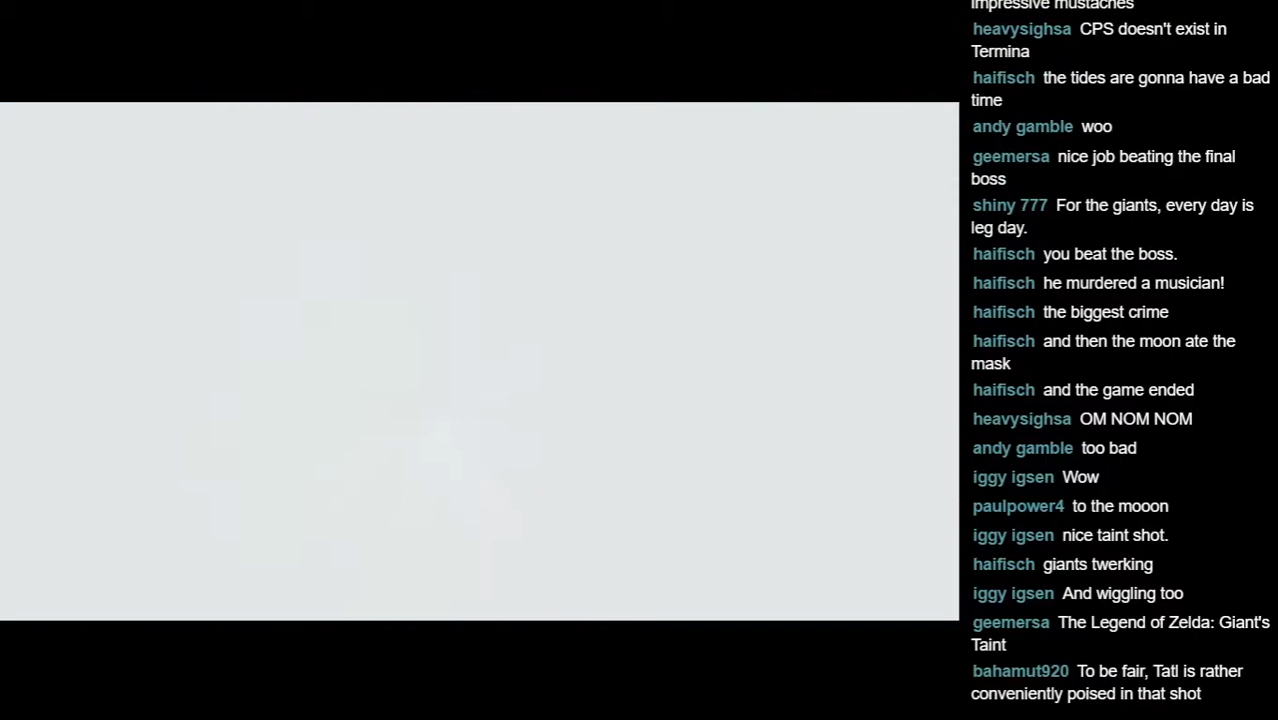 impressive mustaches
heavysighsa CPS doesn't exist in
Termina
haifisch the tides are gonna have a bad
time
andy gamble woo
geemersa nice job beating the final
boss
shiny 777 For the giants, every day is
leg day.
haifisch you beat the boss.
haifisch he murdered a musician!
haifisch the biggest crime
haifisch and then the moon ate the
mask
haifisch and the game ended
heavysighsa OM NOM NOM
andy gamble too bad
iggy igsen Wow
paulpower4 to the mooon
iggy igsen nice taint shot.
haifisch giants twerking
iggy igsen And wiggling too
geemersa The Legend of Zelda: Giant's
Taint
bahamut920 To be fair, Tatl is rather
conveniently poised in that shot